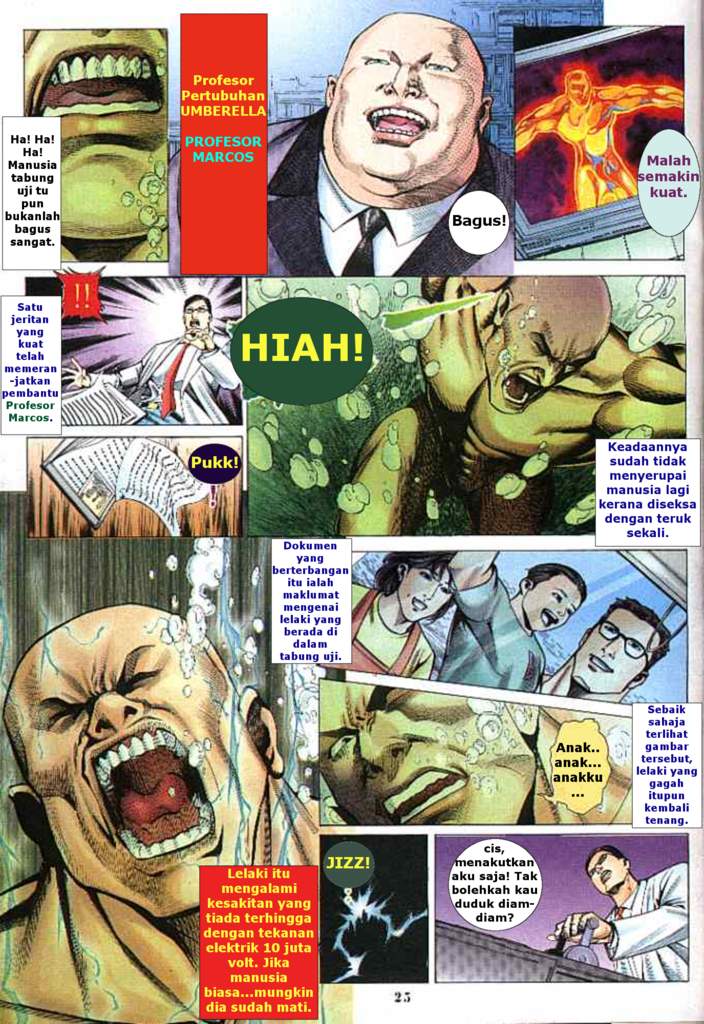 Ha! Ha!
Ha!
Manusia
tabung
uji tu
pun
bukanlah
bagus
sangat.
Profesor
Pertubuhan
UMBERELLA
PROFESOR
MARCOS
Bagus!
Malah
semakin
kuat.
Satu
jeritan
yang
kuat
telah
memeran
-jatkan
pembantu
Profesor
Marcos.
!!
HIAH!
Pukk!
Keadaannya
sudah tidak
menyerupai
manusia lagi
kerana diseksa
dengan teruk
sekali.
Dokumen
yang
berterbangan
itu ialah
maklumat
mengenai
lelaki yang
berada di
dalam
tabung uji.
Anak..
anak...
anakku
...
Sebaik
sahaja
terlihat
gambar
tersebut,
lelaki yang
gagah
itupun
kembali
tenang.
Lelaki itu
mengalami
kesakitan yang
tiada terhingga
dengan tekanan
elektrik 10 juta
volt. Jika
manusia
biasa...mungkin
dia sudah mati.
JIZZ!
cis,
menakutkan
aku saja! Tak
bolehkah kau
duduk diam-
diam?
25